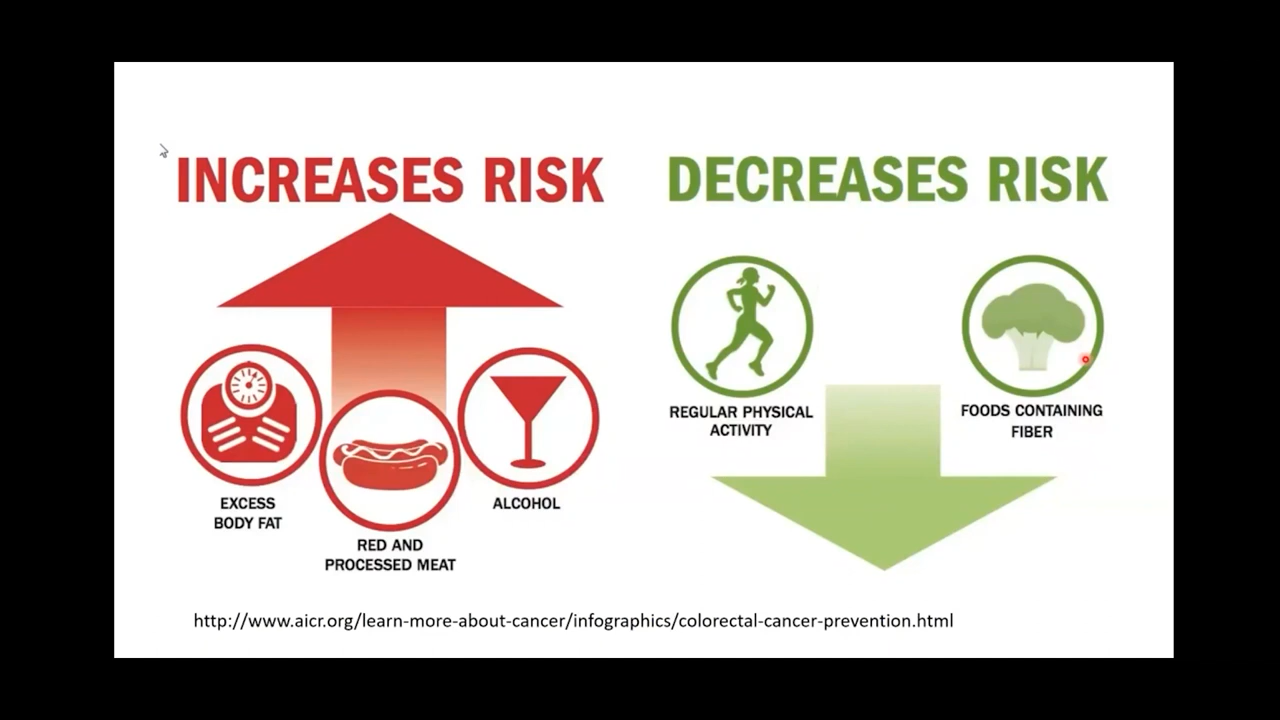 INCREASES RISK
DECREASES RISK
EXCESS
BODY FAT
RED AND
PROCESSED MEAT
ALCOHOL
REGULAR PHYSICAL
ACTIVITY
FOODS CONTAINING
FIBER
http://www.aicr.org/learn-more-about-cancer/infographics/colorectal-cancer-prevention.html